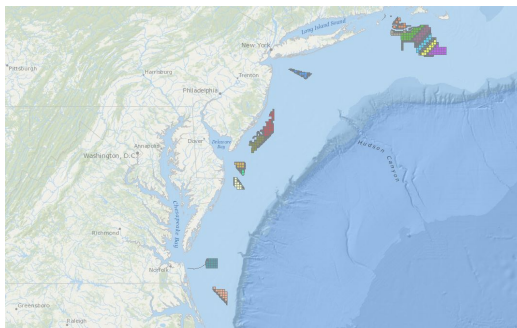 Long Island Sound
New York
Pittsburgh
Harrisburg
Trenton
Philadelphia
Dover
Delaware
Bay
Annapolis
Washington, D.C.
Hudson
Canyon
Chesapeake Bay
Richmond
Norfolk
Greensboro
Raleigh